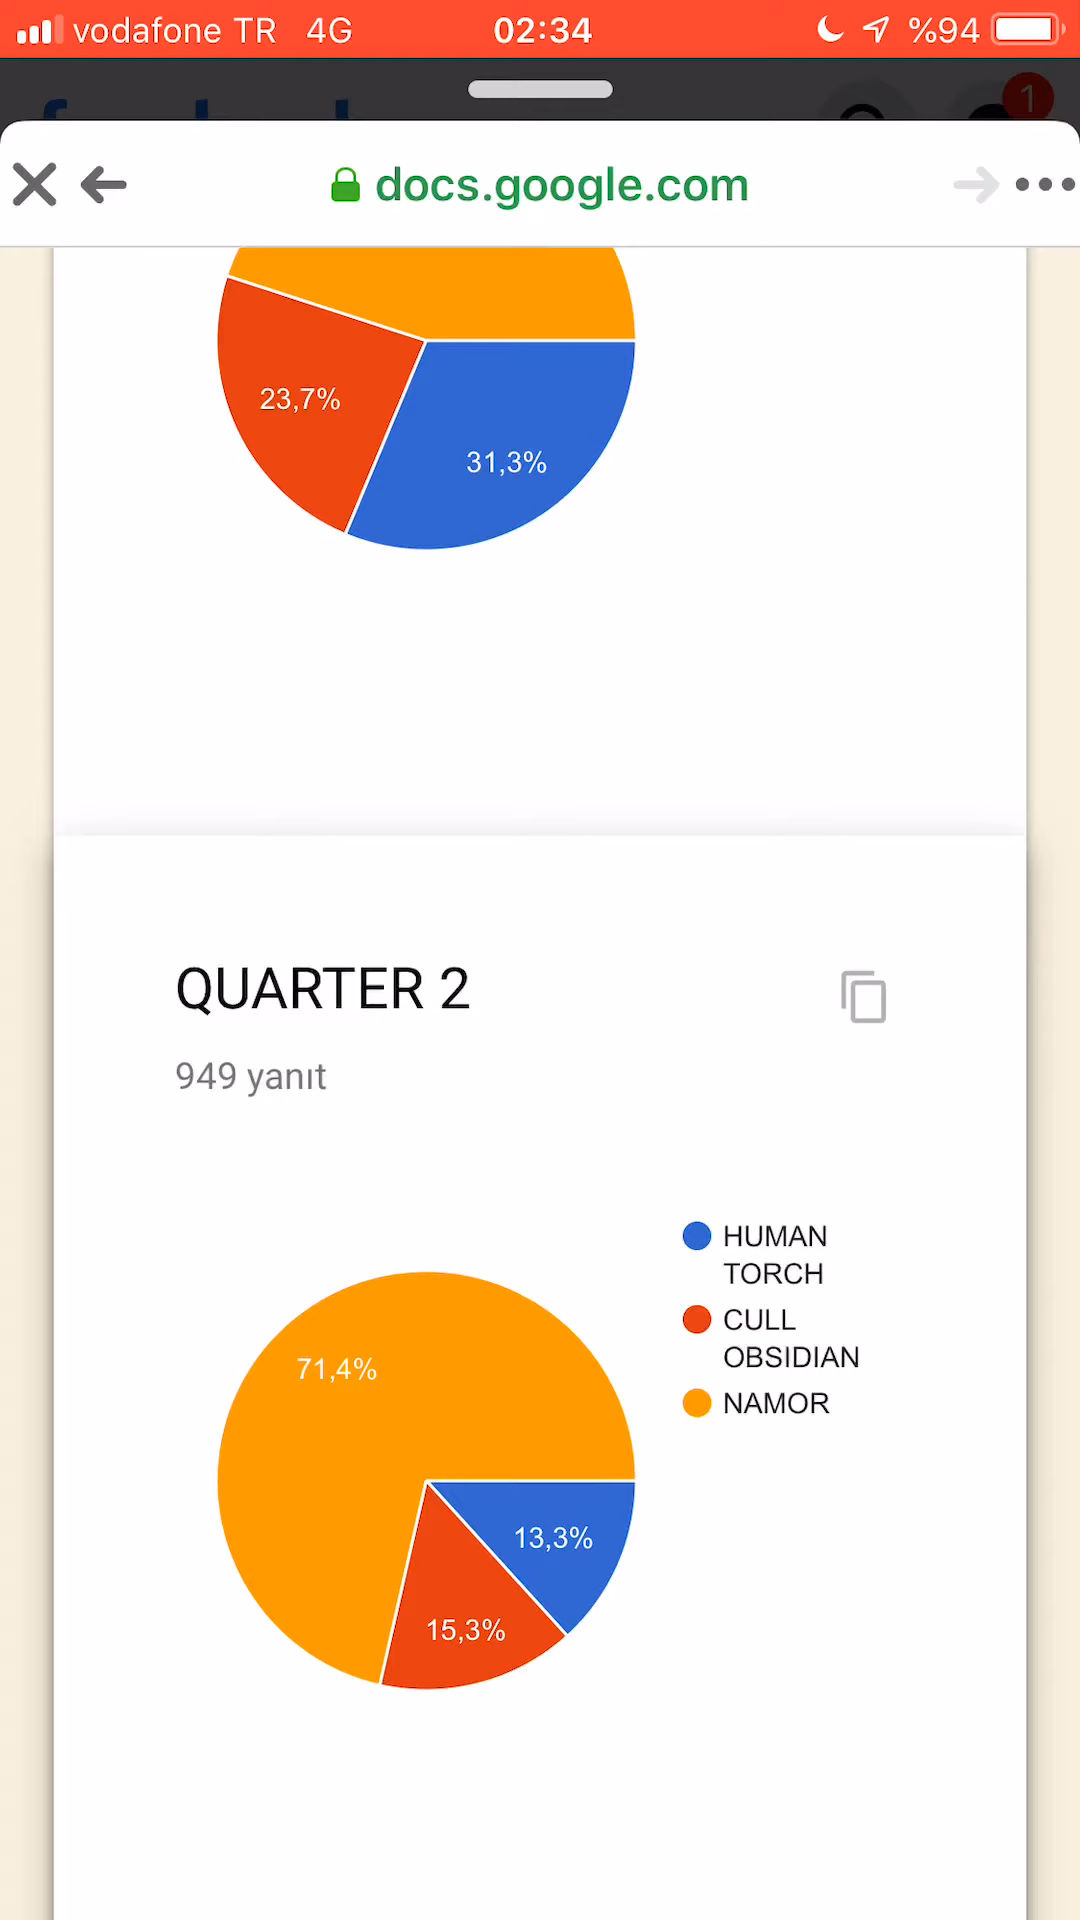 vodafone TR 4G 02:34 %94
1
docs.google.com
23,7%
31,3%
QUARTER 2
949 yanıt
HUMAN
TORCH
CULL
OBSIDIAN
NAMOR
71,4%
13,3%
15,3%